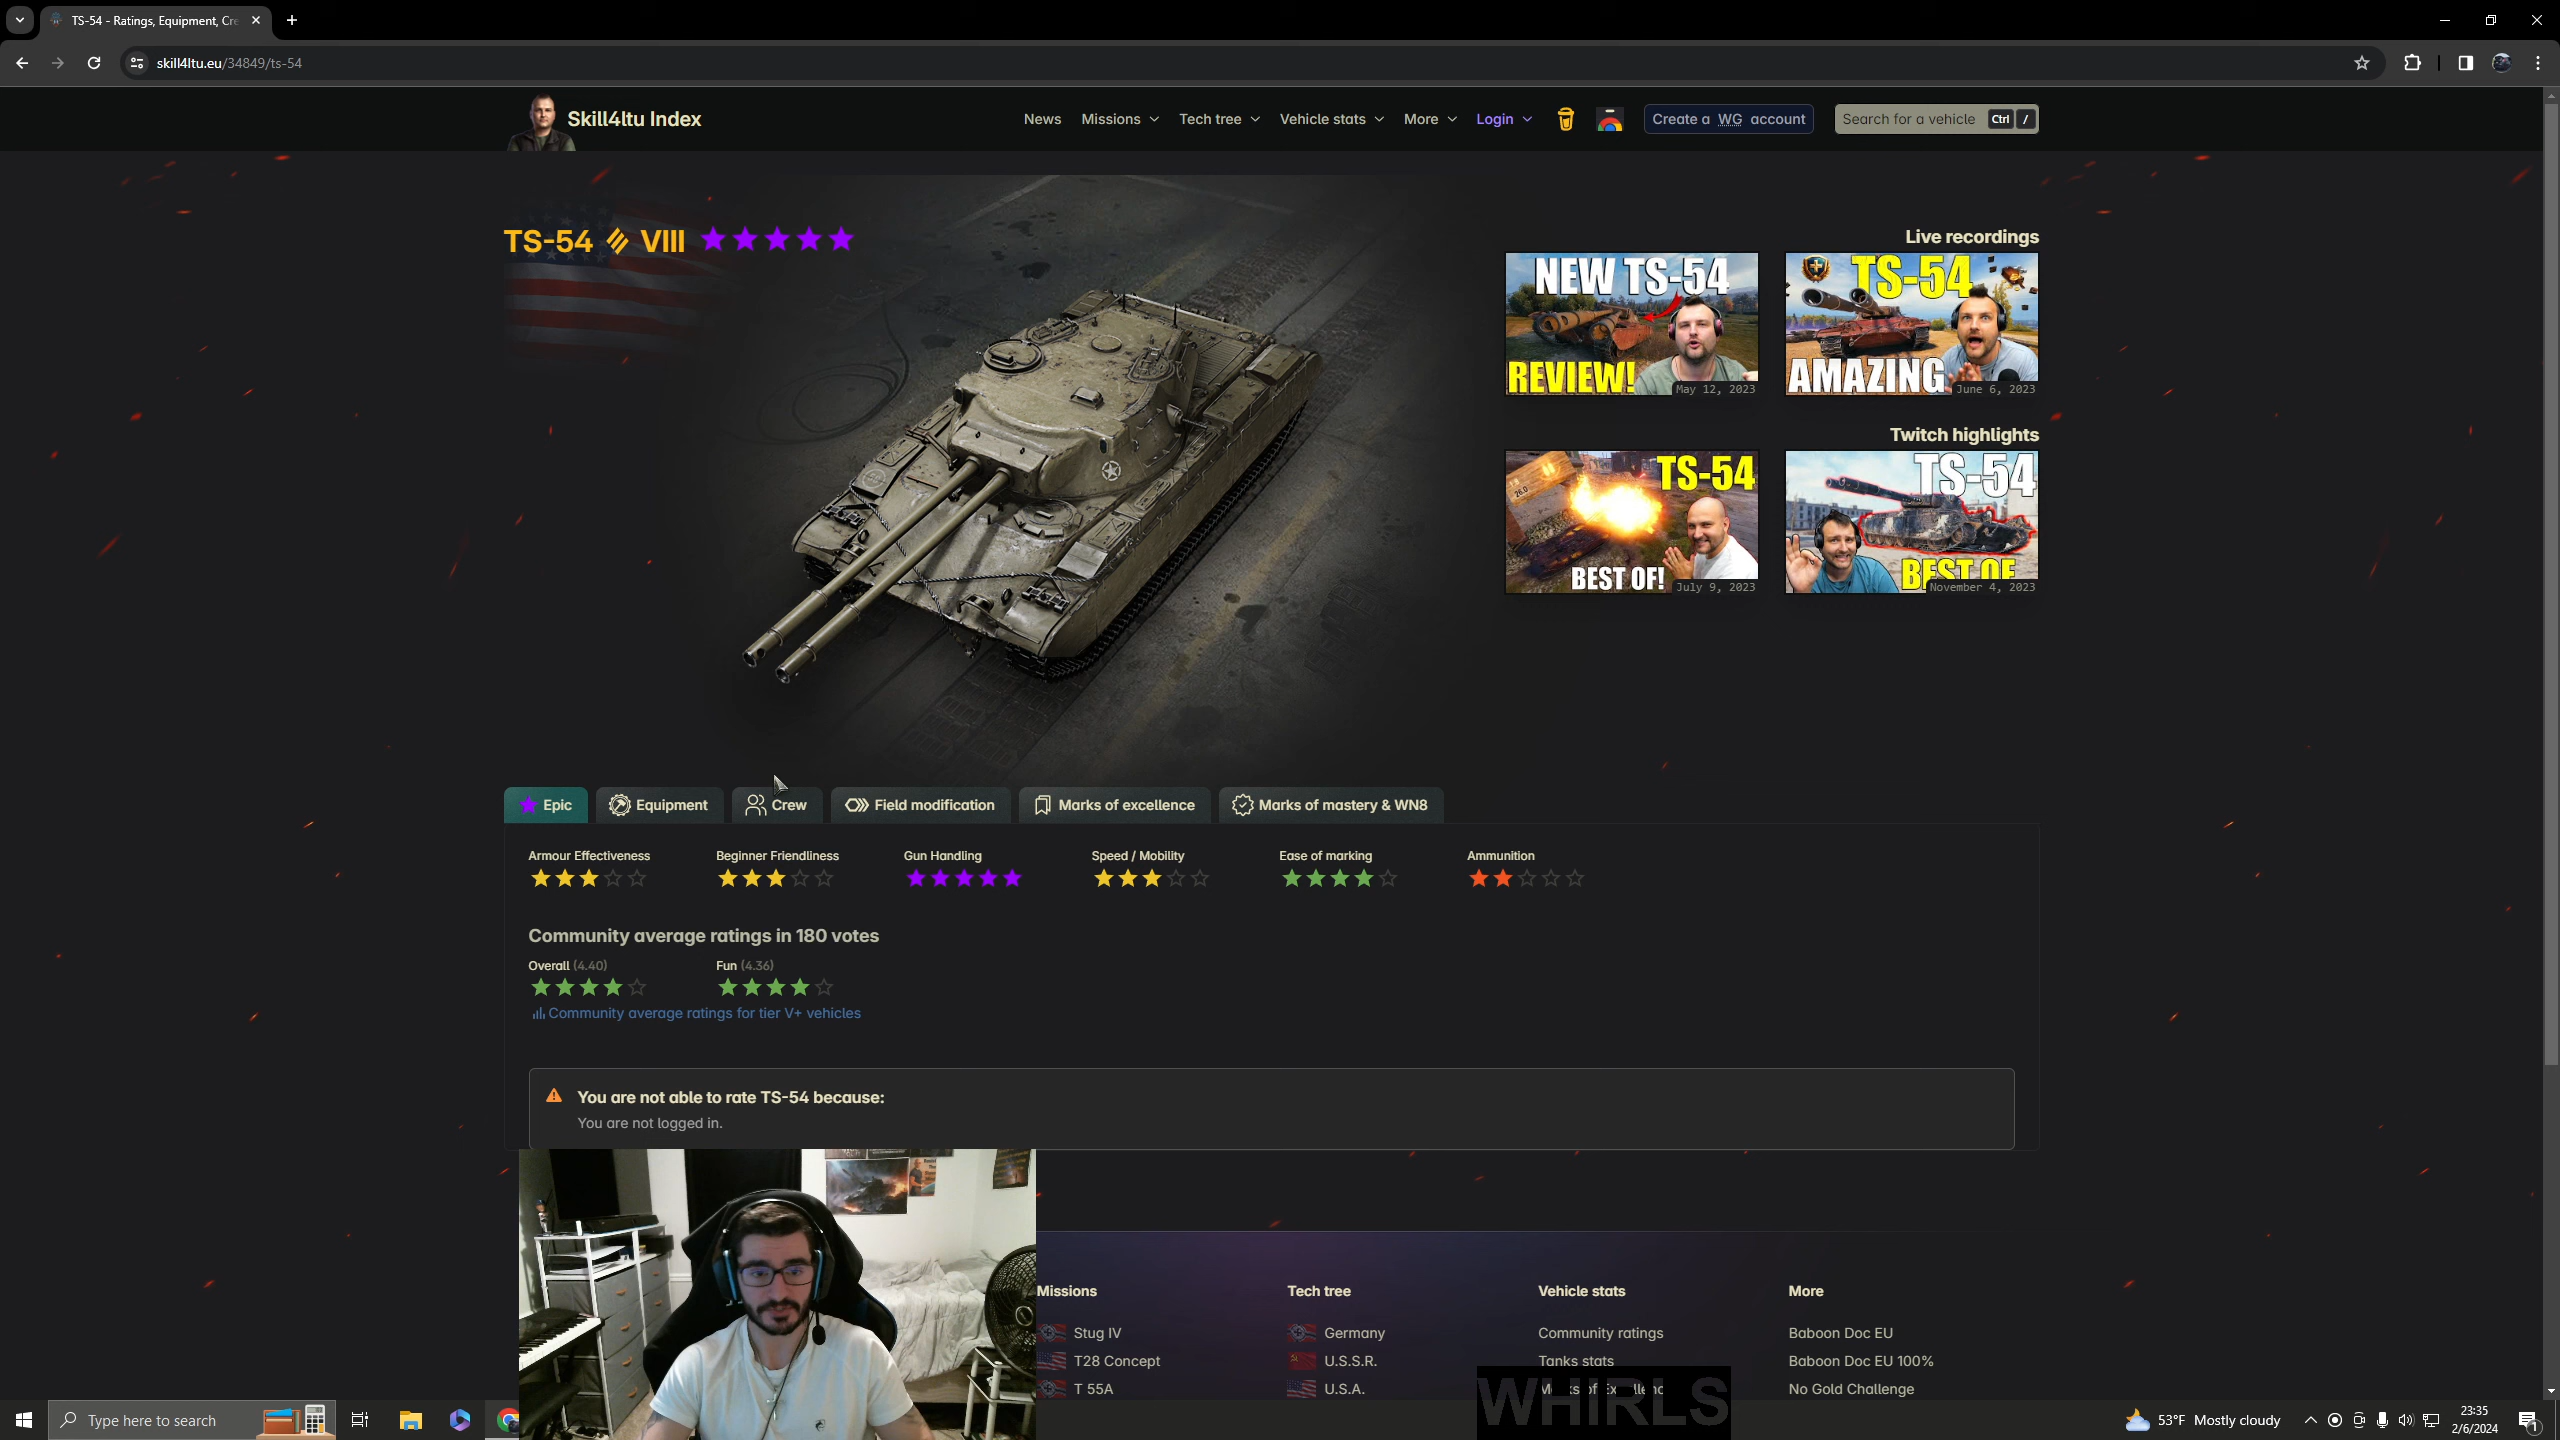 TS-54 - Ratings, Equipment, Cre
skill4ltu.eu/34849/ts-54
Skill4ltu Index
News
Missions
Tech tree
Vehicle stats
More
Login
Create a WG account
Search for a vehicle Ctrl /
TS-54 VIII
Live recordings
NEW TS-54
REVIEW!
May 12, 2023
TS-54
AMAZING
June 6, 2023
Twitch highlights
TS-54
BEST OF!
July 9, 2023
TS-54
BEST OF
November 4, 2023
Epic
Equipment
Crew
Field modification
Marks of excellence
Marks of mastery & WN8
Armour Effectiveness
Beginner Friendliness
Gun Handling
Speed / Mobility
Ease of marking
Ammunition
Community average ratings in 180 votes
Overall (4.40)
Fun (4.36)
Community average ratings for tier V+ vehicles
You are not able to rate TS-54 because:
You are not logged in.
Missions
Stug IV
T28 Concept
T 55A
Tech tree
Germany
U.S.S.R.
U.S.A.
Vehicle stats
Community ratings
Tanks stats
WHIRLS
More
Baboon Doc EU
Baboon Doc EU 100%
No Gold Challenge
Type here to search
53°F Mostly cloudy
23:35
2/6/2024
1